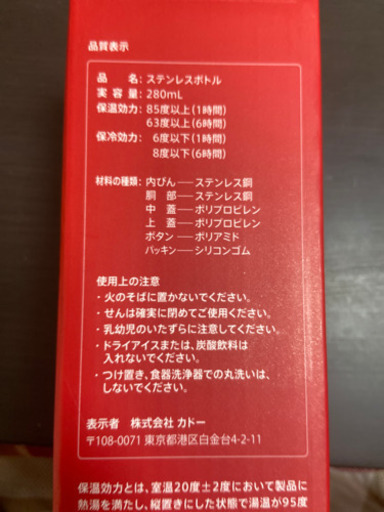 品質表示
品　　名：ステンレスボトル
実 容 量：280mL
保温効力：85度以上（1時間）
63度以上（6時間）
保冷効力： 6度以下（1時間）
8度以下（6時間）
材料の種類：内びん──ステンレス鋼
胴　部──ステンレス鋼
中　蓋──ポリプロピレン
上　蓋──ポリプロピレン
ボタン──ポリアミド
パッキン─シリコンゴム
使用上の注意
・火のそばに置かないでください。
・せんは確実に閉めてご使用ください。
・乳幼児のいたずらに注意してください。
・ドライアイスまたは、炭酸飲料は
入れないでください。
・つけ置き、食器洗浄器での丸洗いは、
しないでください。
表示者　株式会社 カドー
〒108-0071 東京都港区白金台4-2-11
保温効力とは、室温20度±2度において製品に
熱湯を満たし、縦置きにした状態で湯温が95度